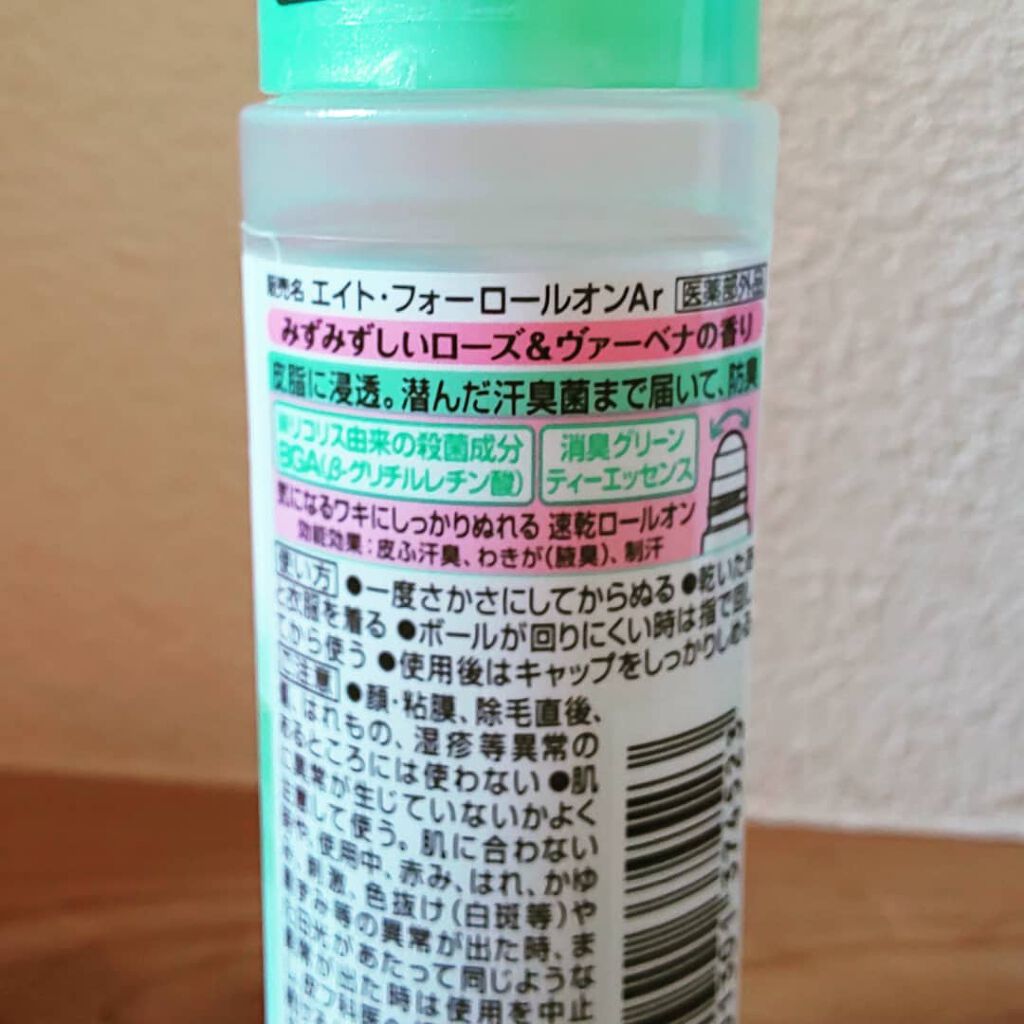 販売名 エイト・フォーロールオンAr 医薬部外品
みずみずしいローズ&ヴァーベナの香り
皮脂に浸透。潜んだ汗臭菌まで届いて、防臭
リコリス由来の殺菌成分
BGA(β-グリチルレチン酸)
消臭グリーン
ティーエッセンス
気になるワキにしっかりぬれる 速乾ロールオン
効能効果:皮ふ汗臭、わきが(腋臭)、制汗
使い方 ●一度さかさにしてからぬる ●乾いたあ
と衣服を着る ●ボールが回りにくい時は指で回し
てから使う ●使用後はキャップをしっかりしめる
ご注意 ●顔・粘膜、除毛直後、
はれもの、湿疹等異常の
あるところには使わない ●肌
に異常が生じていないかよく
注意して使う。肌に合わない
時や、使用中、赤み、はれ、かゆ
み、刺激、色抜け(白斑等)や
黒ずみ等の異常が出た時、ま
た日光があたって同じような
異常が出た時は使用を中止